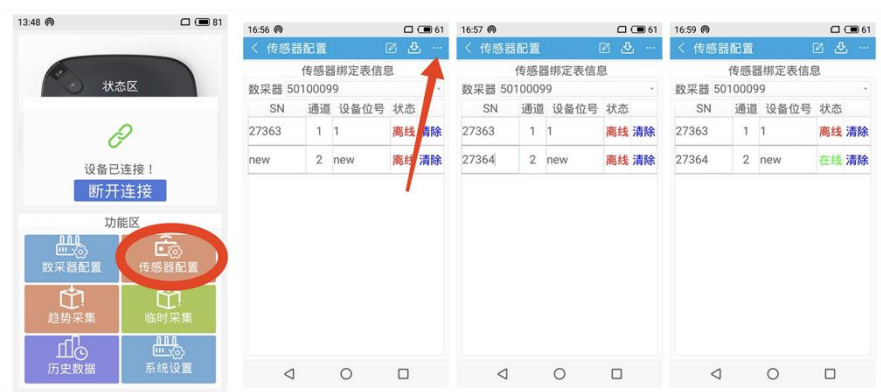 13:48 81
状态区
设备已连接！
断开连接
功能区
数采器配置 传感器配置
趋势采集 临时采集
历史数据 系统设置
16:56 61
传感器配置
传感器绑定表信息
数采器 50100099
SN 通道 设备位号 状态
27363 1 1 离线 清除
new 2 new 离线 清除
16:57 61
传感器配置
传感器绑定表信息
数采器 50100099
SN 通道 设备位号 状态
27363 1 1 离线 清除
27364 2 new 离线 清除
16:59 61
传感器配置
传感器绑定表信息
数采器 50100099
SN 通道 设备位号 状态
27363 1 1 离线 清除
27364 2 new 在线 清除